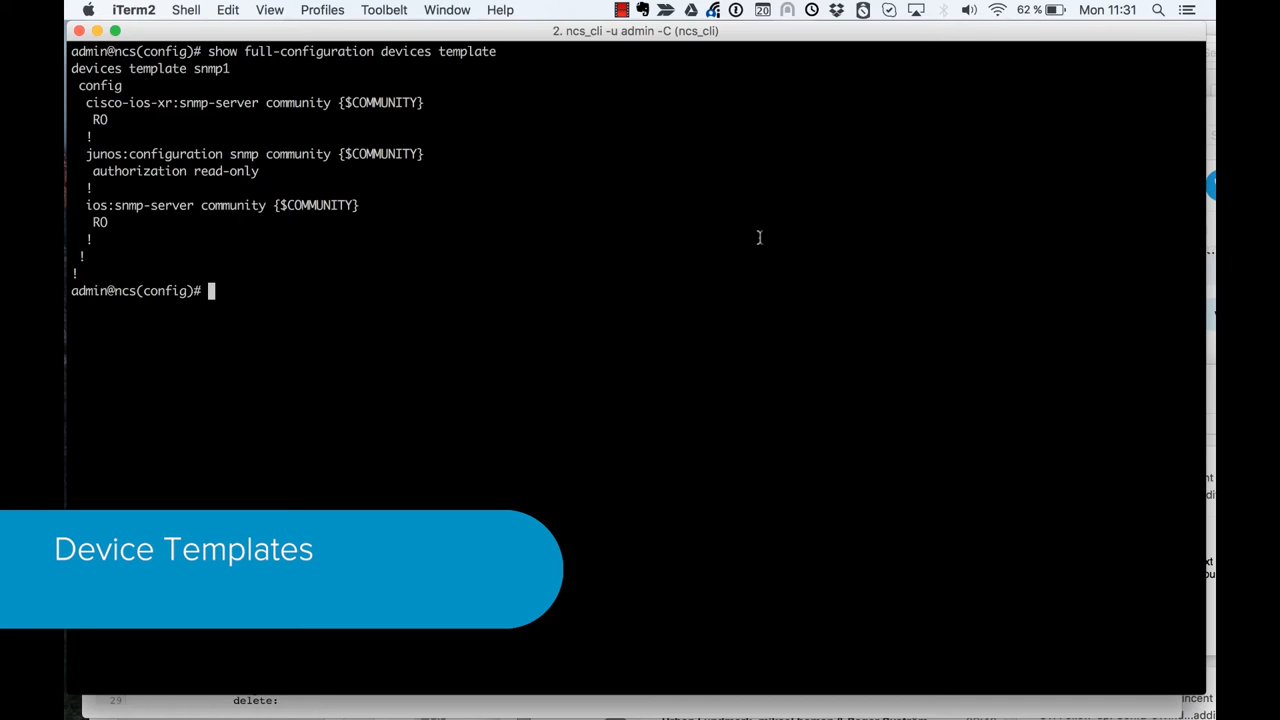 iTerm2 Shell Edit View Profiles Toolbelt Window Help 20 62 % Mon 11:31
2. ncs_cli -u admin -C (ncs_cli)
admin@ncs(config)# show full-configuration devices template
devices template snmp1
config
cisco-ios-xr:snmp-server community {$COMMUNITY}
RO
!
junos:configuration snmp community {$COMMUNITY}
authorization read-only
!
ios:snmp-server community {$COMMUNITY}
RO
!
!
!
admin@ncs(config)#
Device Templates
29 delete: